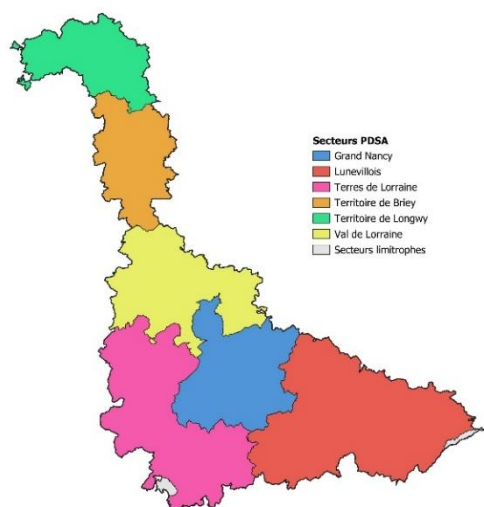 Secteurs PDSA
Grand Nancy
Lunevillois
Terres de Lorraine
Territoire de Briey
Territoire de Longwy
Val de Lorraine
Secteurs limitrophes